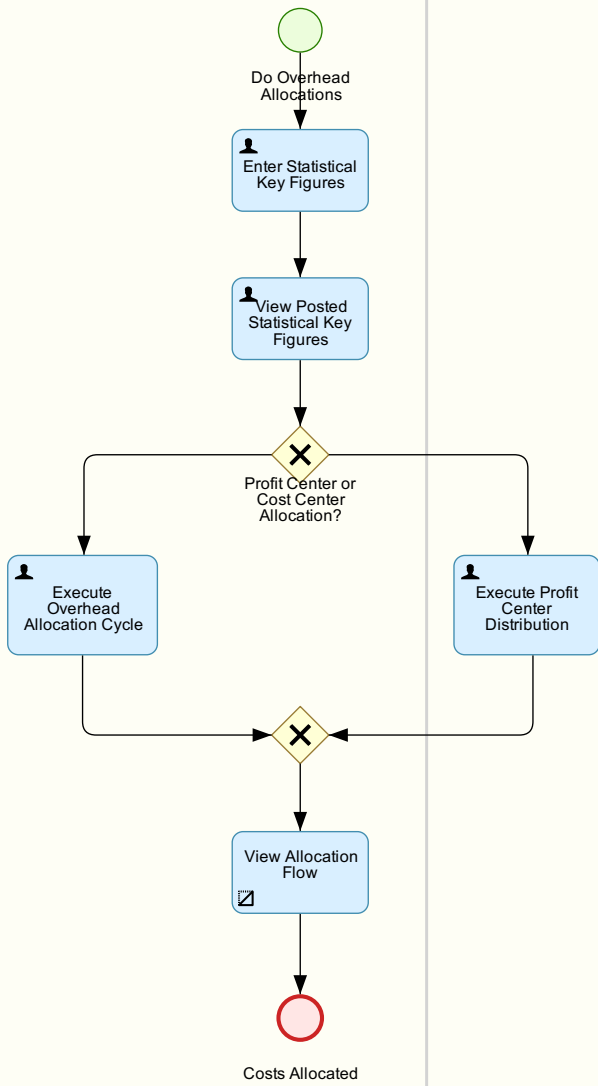 Do Overhead
Allocations
Enter Statistical
Key Figures
View Posted
Statistical Key
Figures
Profit Center or
Cost Center
Allocation?
Execute
Overhead
Allocation Cycle
Execute Profit
Center
Distribution
View Allocation
Flow
Costs Allocated